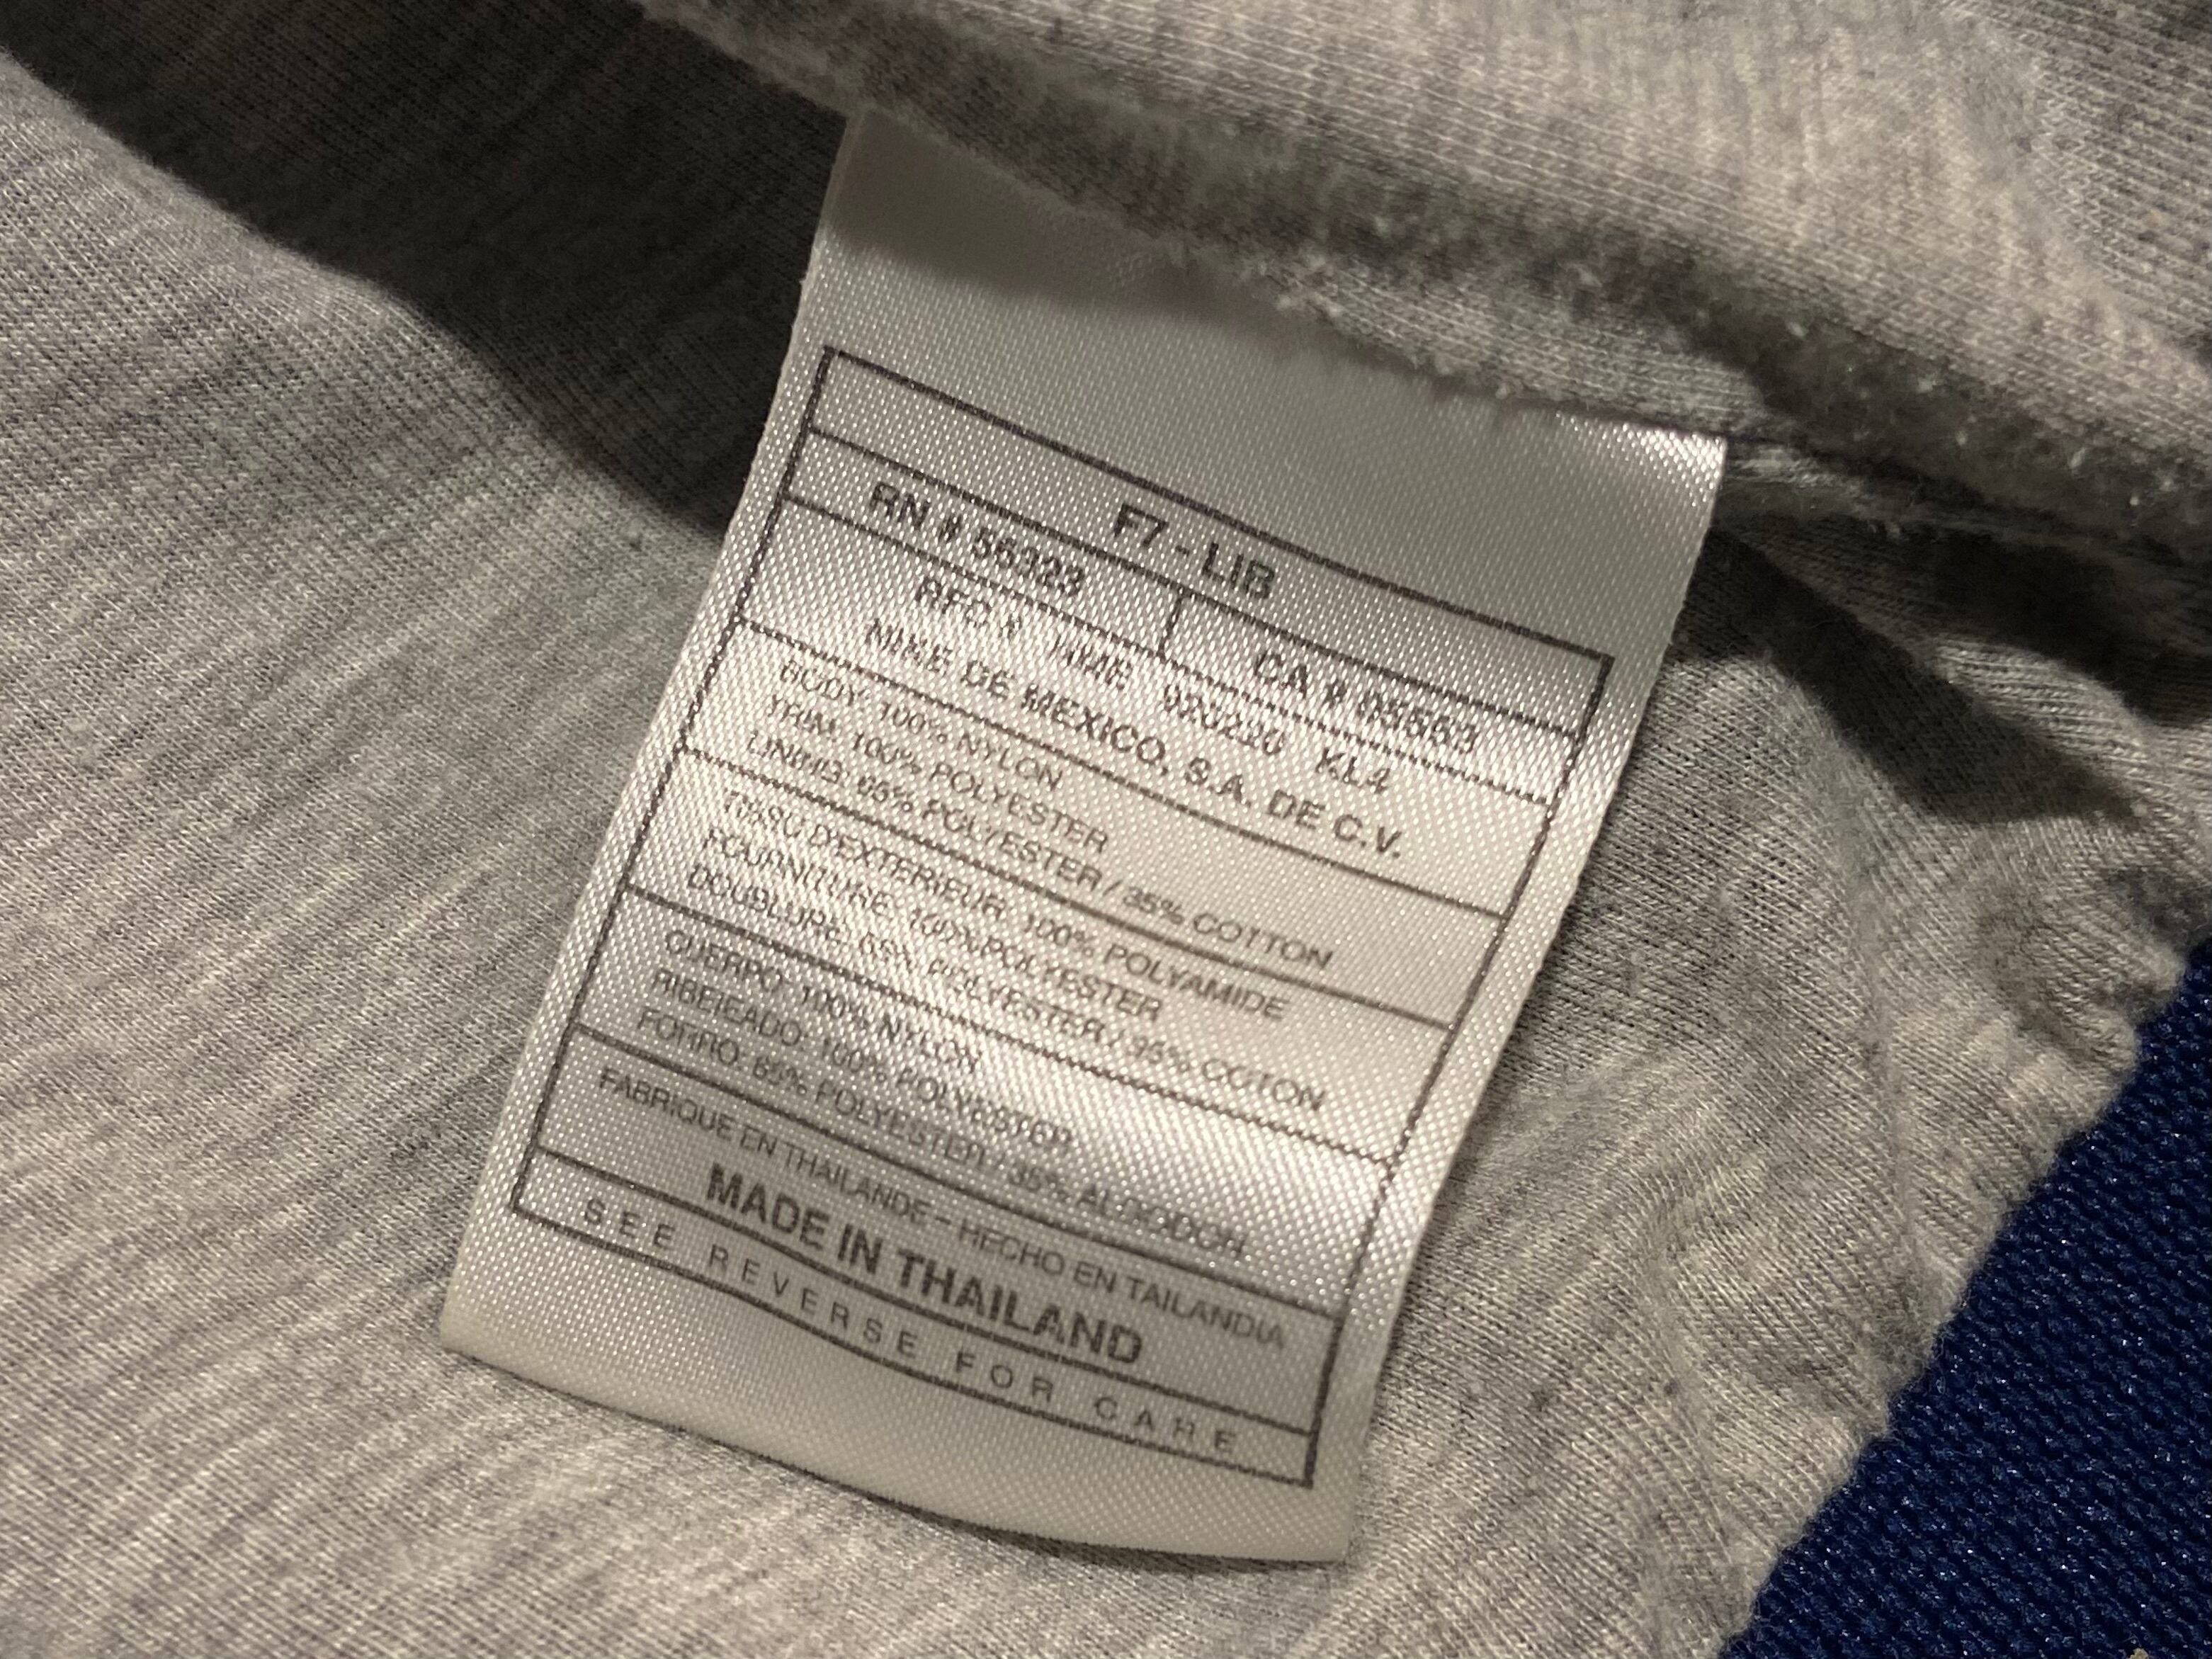 F7 - LIB
RN # 56323 CA # 05553
RFC # NME 920220 KL4
NIKE DE MEXICO, S.A. DE C.V.
BODY: 100% NYLON
TRIM: 100% POLYESTER
LINING: 65% POLYESTER / 35% COTTON
TISSU D'EXTERIEUR: 100% POLYAMIDE
FOURNITURE: 100% POLYESTER
DOUBLURE: 65% POLYESTER / 35% COTON
CUERPO: 100% NYLON
RIBETEADO: 100% POLYESTER
FORRO: 65% POLYESTER / 35% ALGODON
FABRIQUE EN THAILANDE - HECHO EN TAILANDIA
MADE IN THAILAND
SEE REVERSE FOR CARE